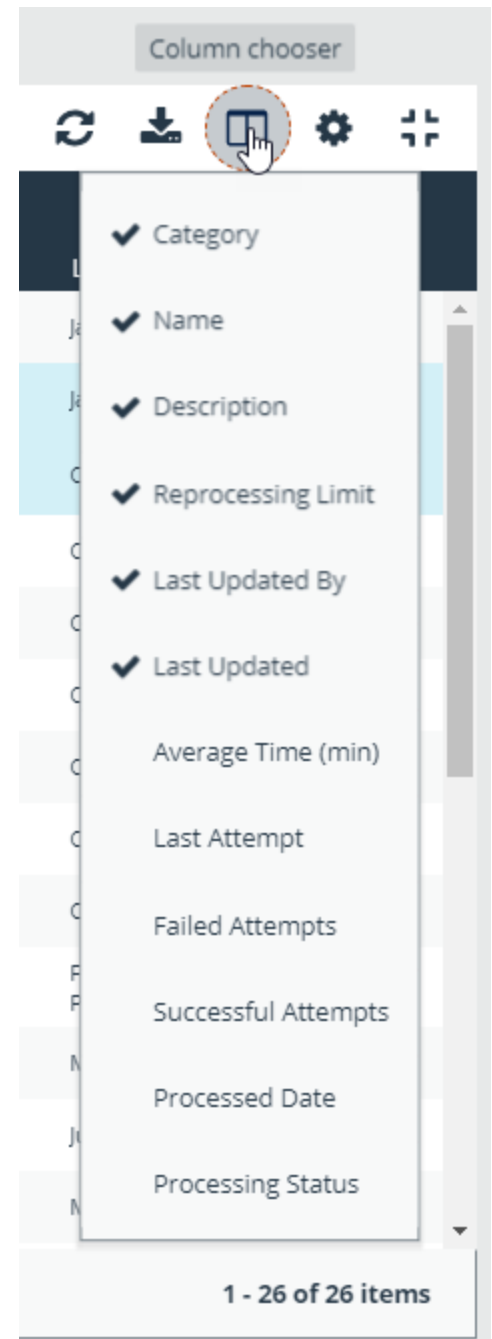 Column chooser
Category
Name
Description
Reprocessing Limit
Last Updated By
Last Updated
Average Time (min)
Last Attempt
Failed Attempts
Successful Attempts
Processed Date
Processing Status
1 - 26 of 26 items